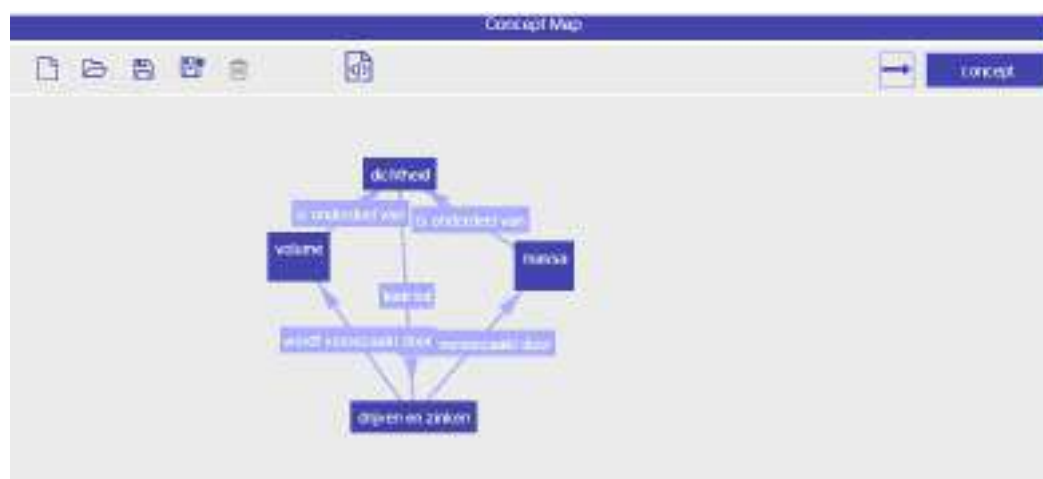 Concept Map
concept
dichtheid
is onderdeel van
is onderdeel van
volume
massa
leidt tot
wordt veroorzaakt door
veroorzaakt door
drijven en zinken